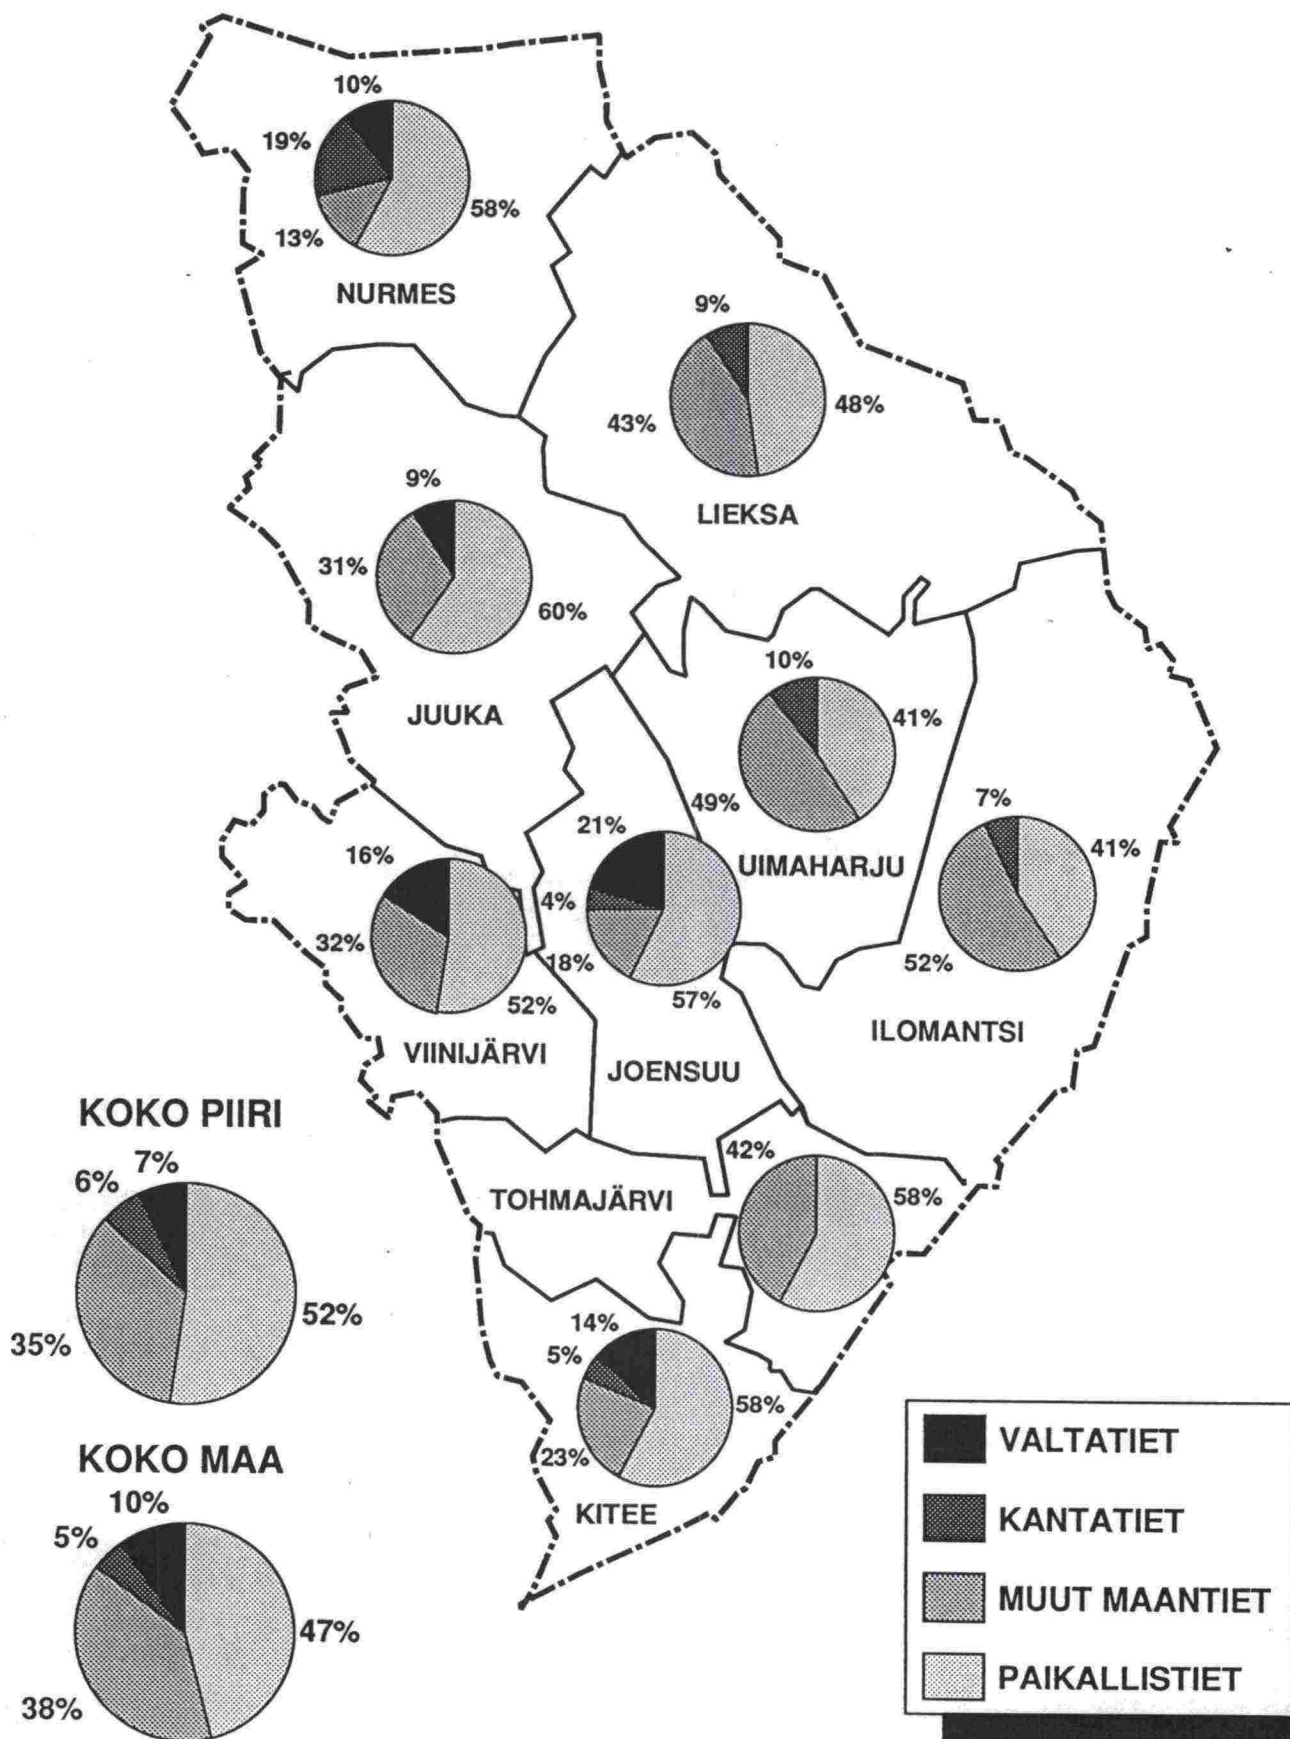 10%
19%
58%
13%
NURMES
9%
43%
48%
LIEKSA
9%
31%
60%
JUUKA
10%
41%
49%
UIMAHARJU
7%
41%
52%
ILOMANTSI
21%
4%
18%
57%
JOENSUU
16%
32%
52%
VIINIJÄRVI
42%
58%
TOHMAJÄRVI
14%
5%
58%
23%
KITEE
KOKO PIIRI
7%
6%
52%
35%
KOKO MAA
10%
5%
47%
38%
VALTATIET
KANTATIET
MUUT MAANTIET
PAIKALLISTIET